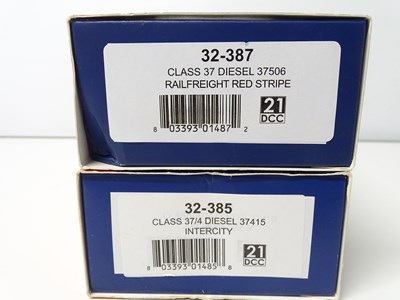 32-387
CLASS 37 DIESEL 37506
RAILFREIGHT RED STRIPE
8 03393 01487 2
21
DCC
32-385
CLASS 37/4 DIESEL 37415
INTERCITY
8 03393 01485 8
21
DCC